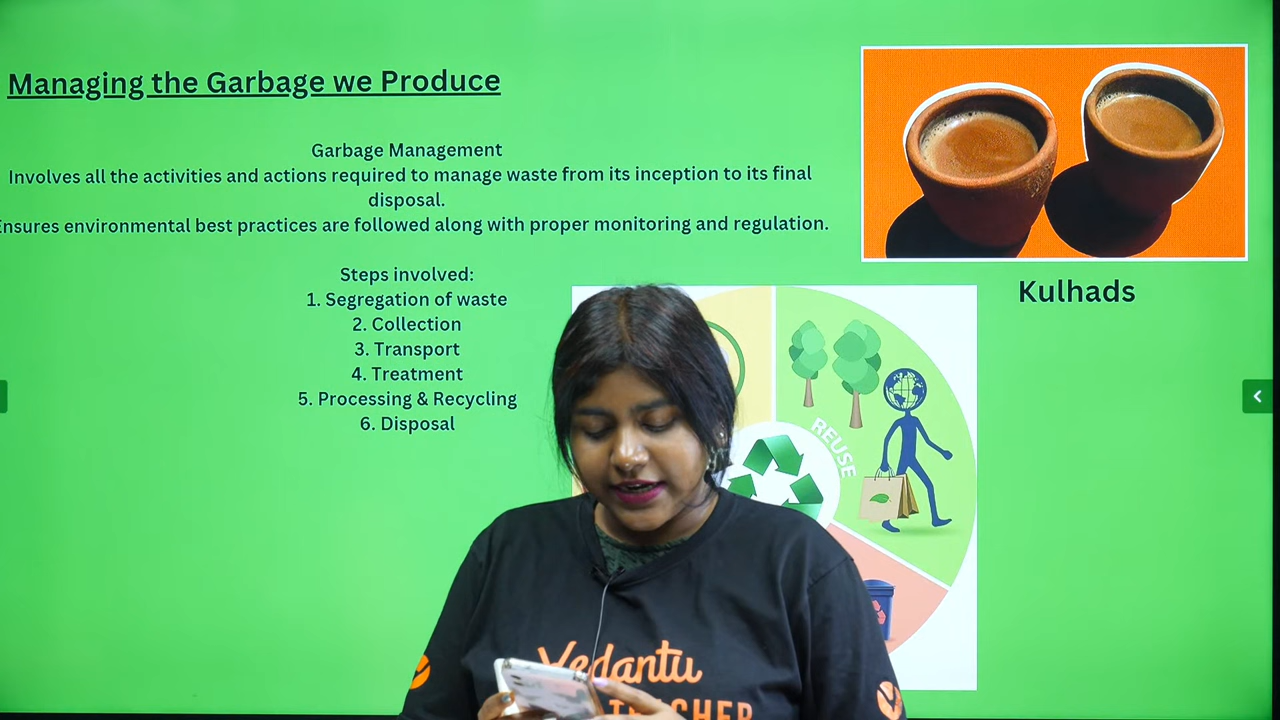 Managing the Garbage we Produce
Garbage Management
Involves all the activities and actions required to manage waste from its inception to its final
disposal.
Ensures environmental best practices are followed along with proper monitoring and regulation.
Steps involved:
1. Segregation of waste
2. Collection
3. Transport
4. Treatment
5. Processing & Recycling
6. Disposal
Kulhads
REUSE
Vedantu
TEACHER